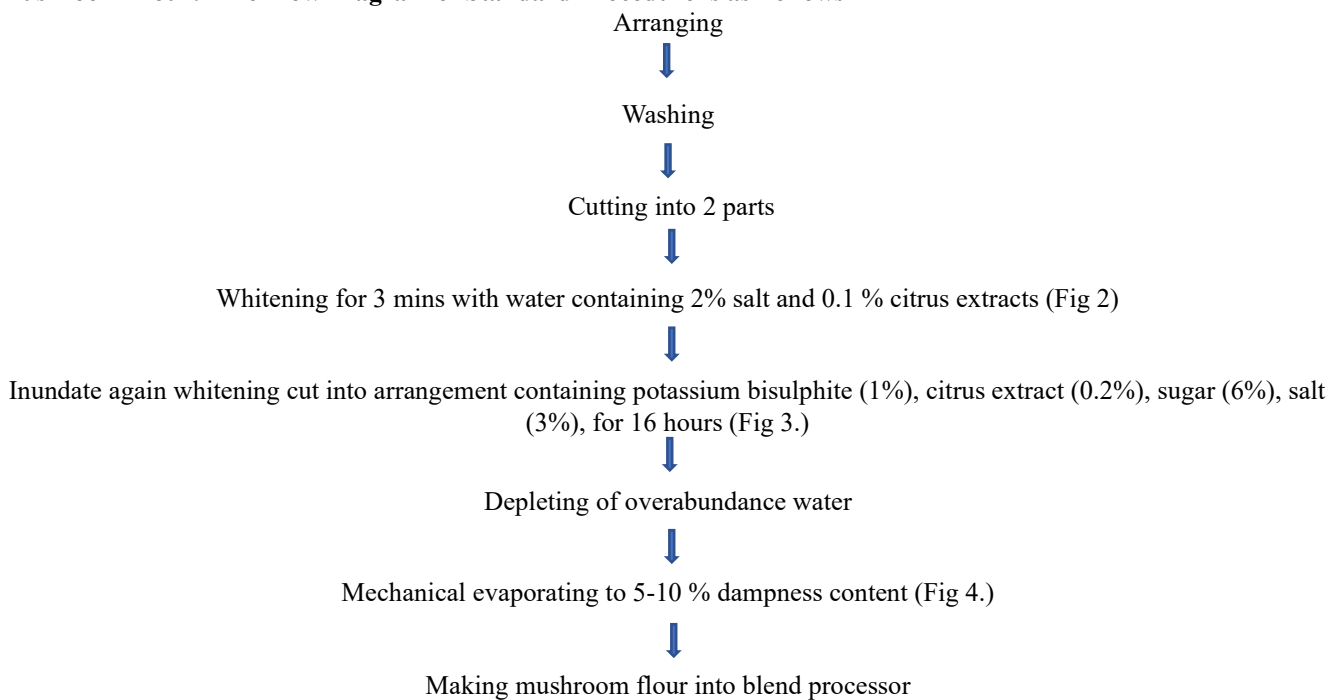 Arranging
Washing
Cutting into 2 parts
Whitening for 3 mins with water containing 2% salt and 0.1 % citrus extracts (Fig 2)
Inundate again whitening cut into arrangement containing potassium bisulphite (1%), citrus extract (0.2%), sugar (6%), salt
(3%), for 16 hours (Fig 3.)
Depleting of overabundance water
Mechanical evaporating to 5-10 % dampness content (Fig 4.)
Making mushroom flour into blend processor